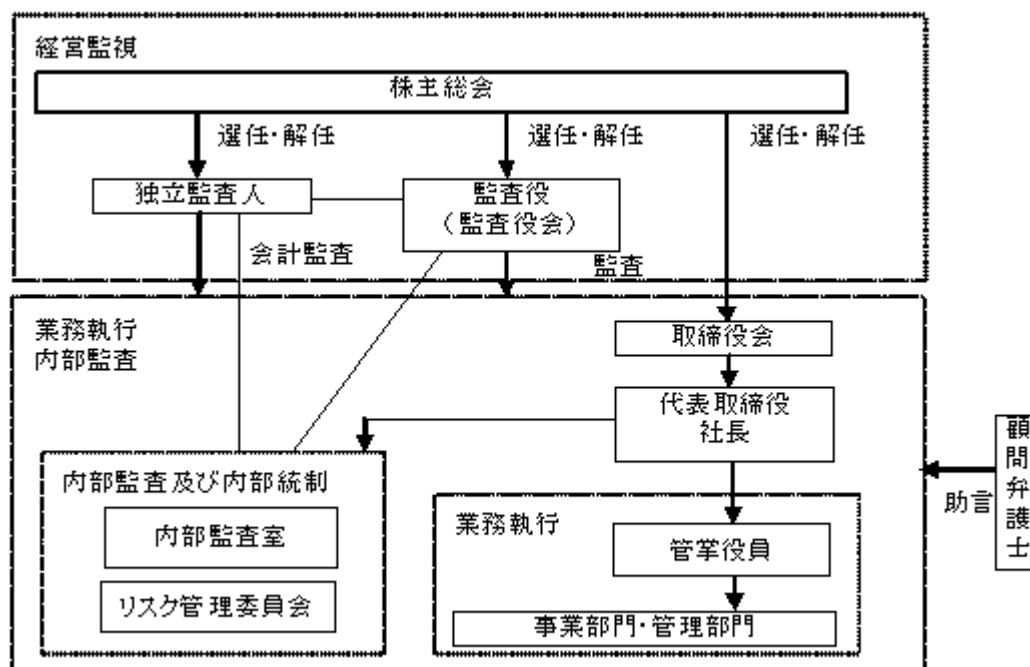 経営監視
株主総会
選任・解任
選任・解任
選任・解任
独立監査人
監査役
（監査役会）
会計監査
監査
業務執行
内部監査
取締役会
代表取締役
社長
内部監査及び内部統制
内部監査室
リスク管理委員会
業務執行
管掌役員
事業部門・管理部門
助言
顧問弁護士